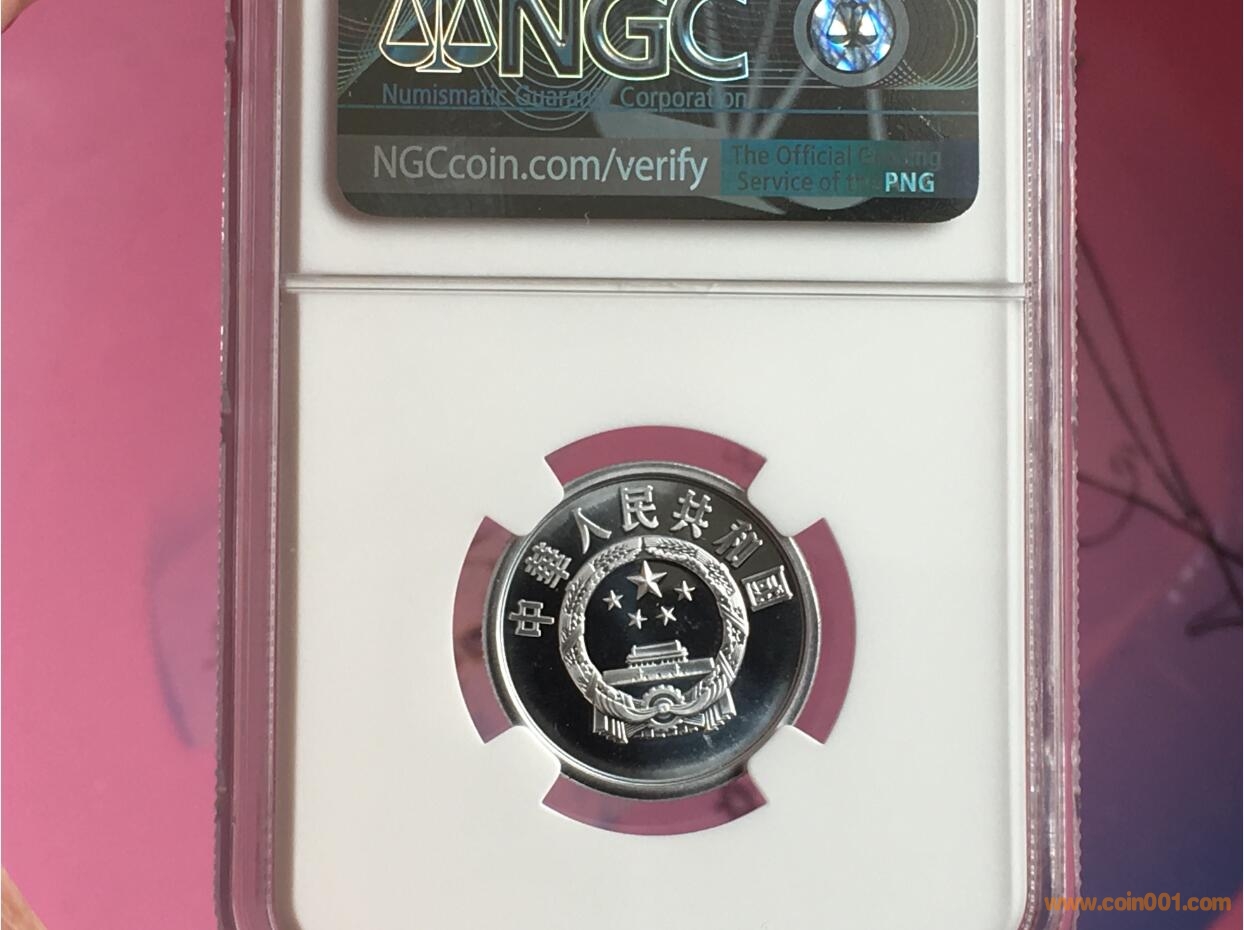 NGC
Numismatic Guaranty Corporation
NGCcoin.com/verify
The Official Grading
Service of the PNG
中華人民共和国
www.coin001.com